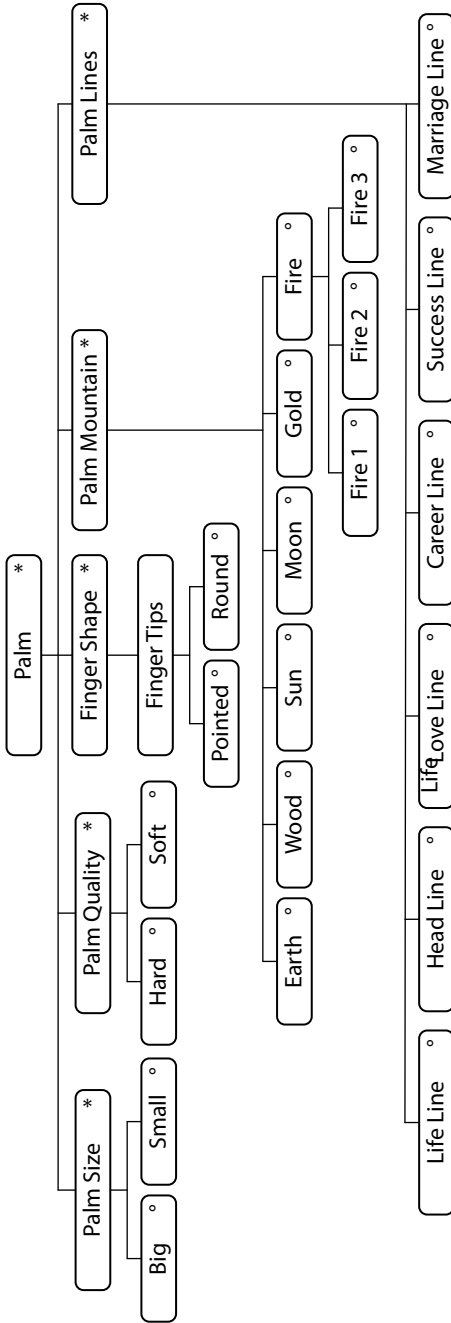 Palm *
Palm Size *
Palm Quality *
Finger Shape *
Palm Mountain *
Palm Lines *
Big °
Small °
Hard °
Soft °
Finger Tips
Pointed °
Round °
Earth °
Wood °
Sun °
Moon °
Gold °
Fire °
Fire 1 °
Fire 2 °
Fire 3 °
Life Line °
Head Line °
Life
Love Line °
Career Line °
Success Line °
Marriage Line °